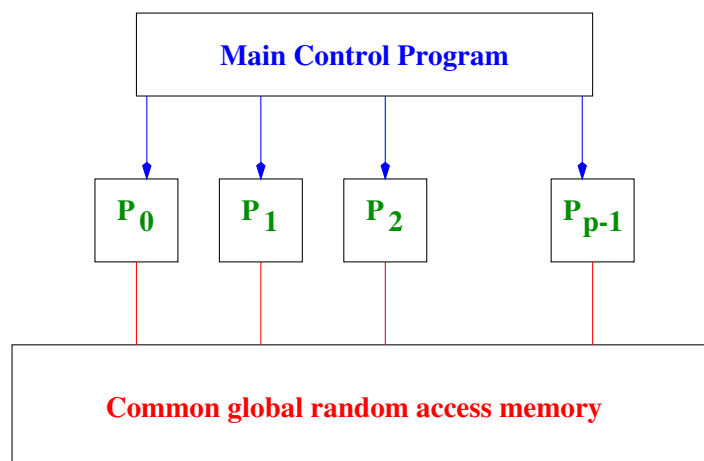 Main Control Program
P0 P1 P2 Pp-1
Common global random access memory